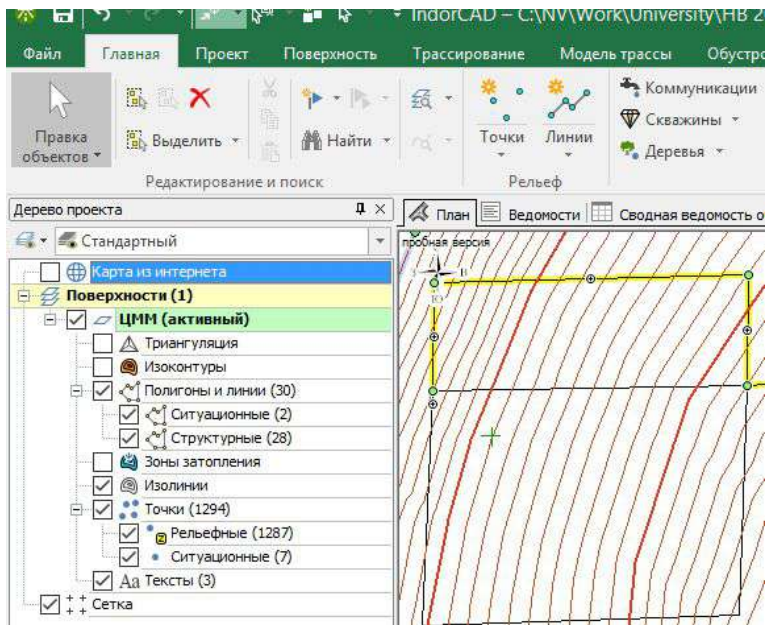 IndorCAD – C:\NV\Work\University\НВ 2
Файл Главная Проект Поверхность Трассирование Модель трассы Обустро
Правка объектов
Выделить
Найти
Точки
Линии
Коммуникации
Скважины
Деревья
Редактирование и поиск
Рельеф
Дерево проекта
План Ведомости Сводная ведомость о
Стандартный
пробная версия
Карта из интернета
З В
Ю
Поверхности (1)
ЦММ (активный)
Триангуляция
Изоконтуры
Полигоны и линии (30)
Ситуационные (2)
Структурные (28)
Зоны затопления
Изолинии
Точки (1294)
Рельефные (1287)
Ситуационные (7)
Аа Тексты (3)
Сетка